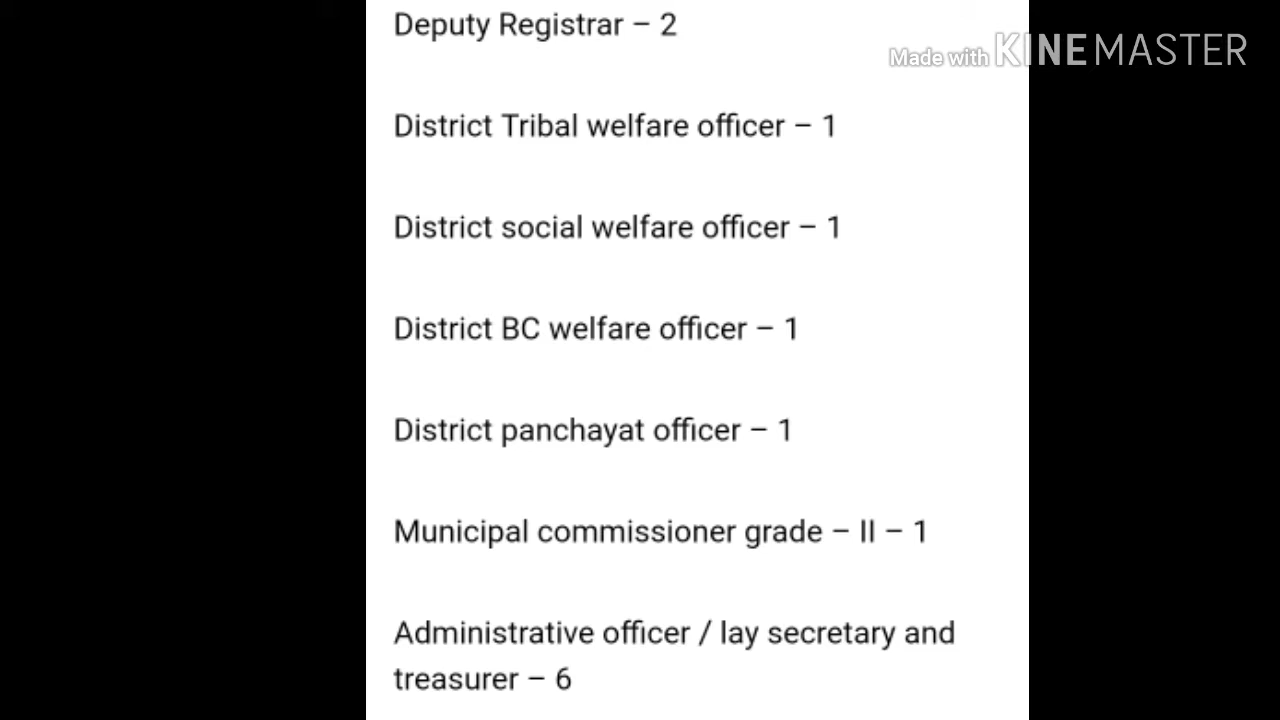 Deputy Registrar – 2
Made with KINEMASTER
District Tribal welfare officer – 1
District social welfare officer – 1
District BC welfare officer – 1
District panchayat officer – 1
Municipal commissioner grade – II – 1
Administrative officer / lay secretary and
treasurer – 6